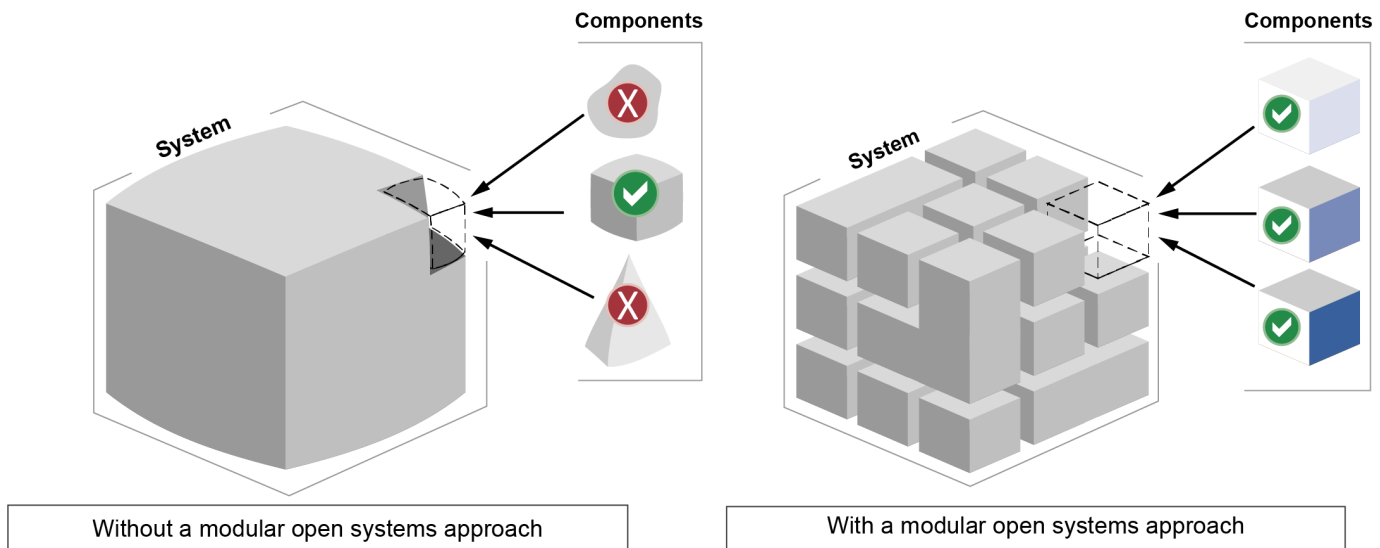 Components
System
Without a modular open systems approach
Components
System
With a modular open systems approach